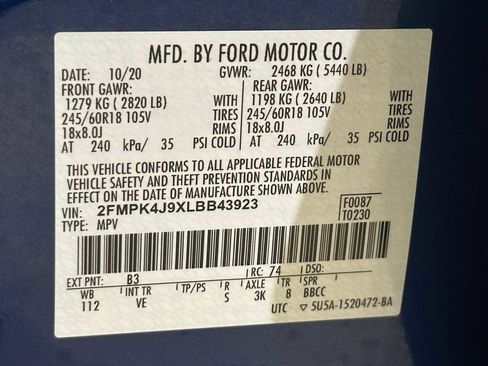 MFD. BY FORD MOTOR CO.
DATE: 10/20 GVWR: 2468 KG (5440 LB)
FRONT GAWR: REAR GAWR:
1279 KG (2820 LB) WITH 1198 KG (2640 LB) WITH
245/60R18 105V TIRES 245/60R18 105V TIRES
18x8.0J RIMS 18x8.0J RIMS
AT 240 kPa/ 35 PSI COLD AT 240 kPa/ 35 PSI COLD
THIS VEHICLE CONFORMS TO ALL APPLICABLE FEDERAL MOTOR
VEHICLE SAFETY AND THEFT PREVENTION STANDARDS IN
EFFECT ON THE DATE OF MANUFACTURE SHOWN ABOVE.
VIN: 2FMPK4J9XLBB43923 F0087
TYPE: MPV T0230
EXT PNT: B3 RC: 74 DSO:
WB INT TR TP/PS R AXLE TR SPR
112 VE S 3K 8 BBCC
UTC ▽ 5U5A-1520472-BA